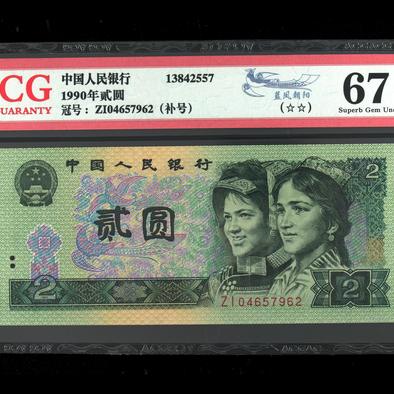 CG
GUARANTY
中国人民银行 13842557
1990年贰圆
冠号：ZI04657962（补号）
蓝凤朝阳
(☆☆)
67
Superb Gem Unc
中国人民银行
贰圆
2
ZI04657962
2
2